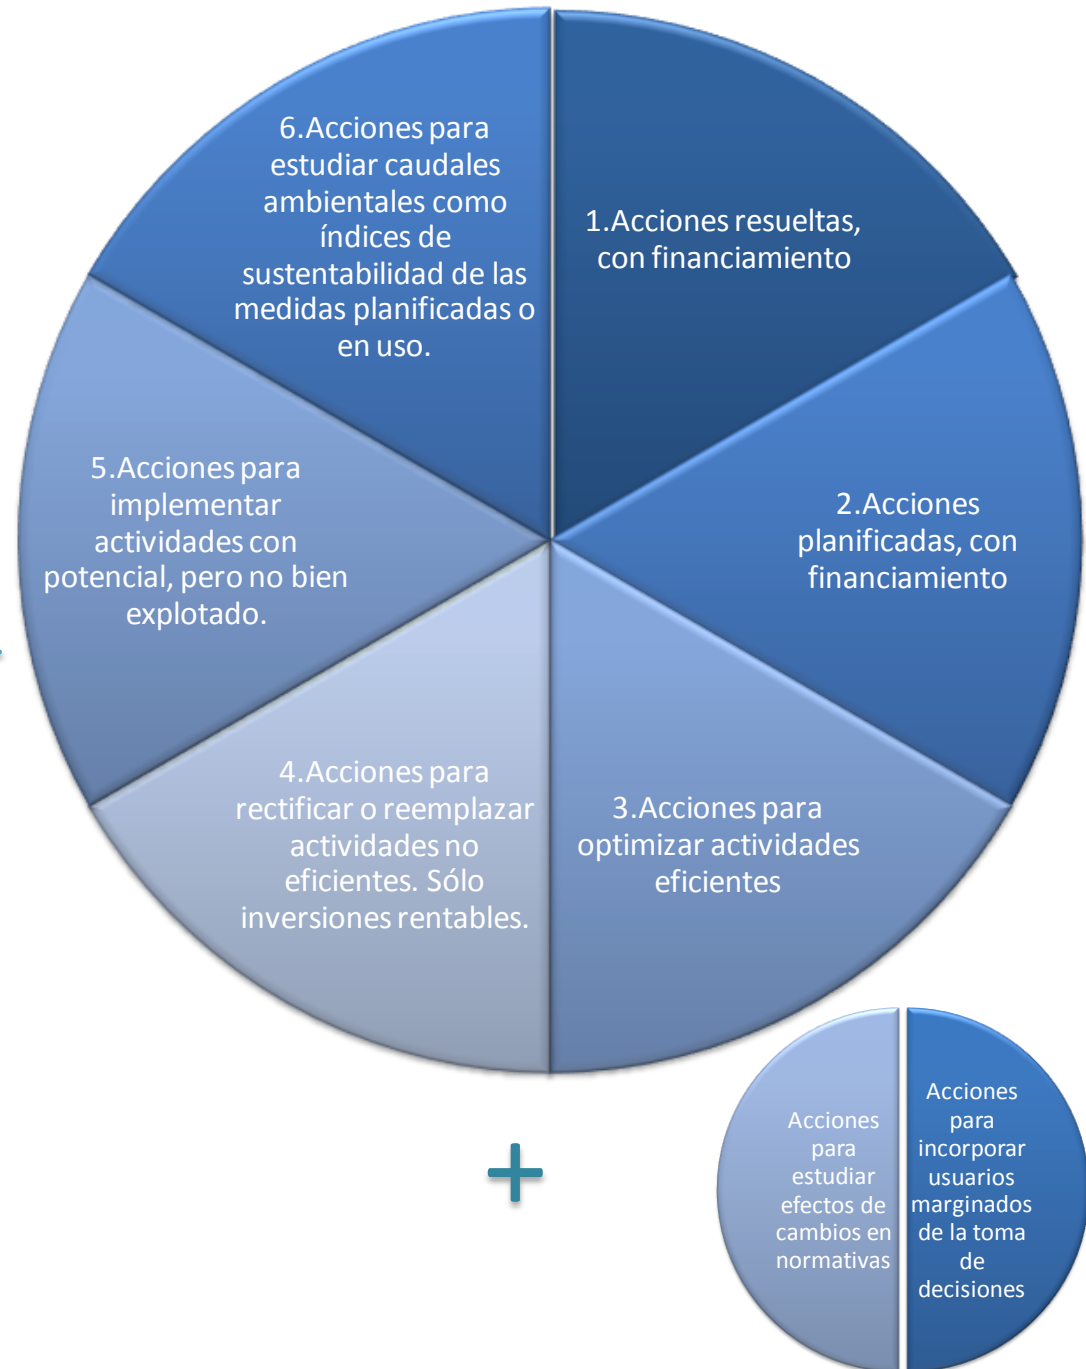 1.Acciones resueltas,
con financiamiento
2.Acciones
planificadas, con
financiamiento
3.Acciones para
optimizar actividades
eficientes
4.Acciones para
rectificar o reemplazar
actividades no
eficientes. Sólo
inversiones rentables.
5.Acciones para
implementar
actividades con
potencial, pero no bien
explotado.
6.Acciones para
estudiar caudales
ambientales como
índices de
sustentabilidad de las
medidas planificadas o
en uso.
+
Acciones
para
estudiar
efectos de
cambios en
normativas
Acciones
para
incorporar
usuarios
marginados
de la toma
de
decisiones